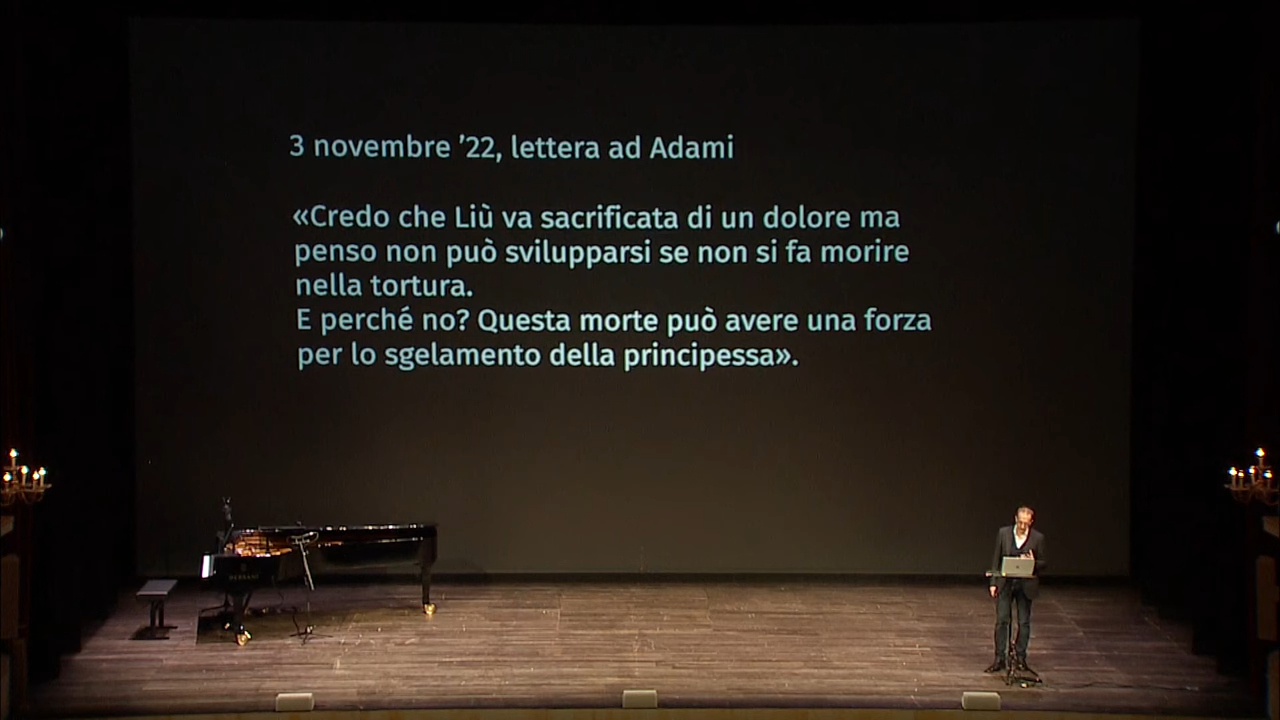 3 novembre ’22, lettera ad Adami
«Credo che Liù va sacrificata di un dolore ma
penso non può svilupparsi se non si fa morire
nella tortura.
E perché no? Questa morte può avere una forza
per lo sgelamento della principessa».